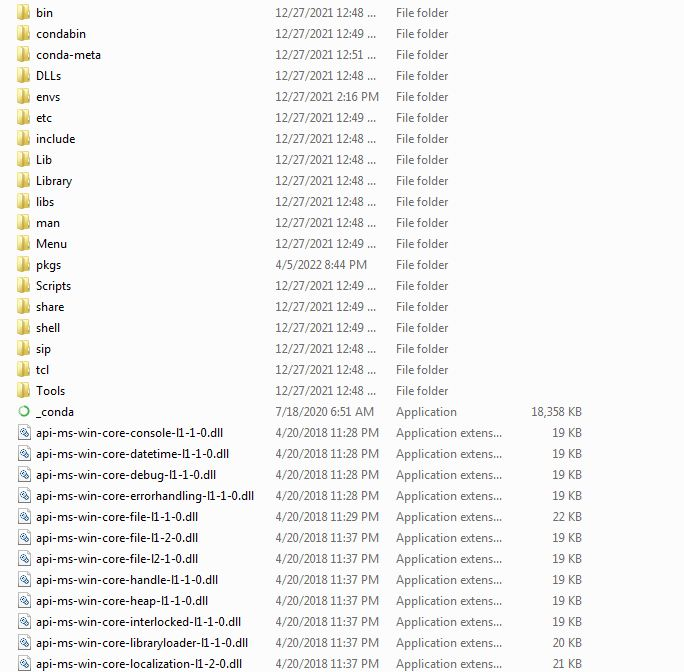 bin 12/27/2021 12:48 ... File folder
condabin 12/27/2021 12:49 ... File folder
conda-meta 12/27/2021 12:51 ... File folder
DLLs 12/27/2021 12:48 ... File folder
envs 12/27/2021 2:16 PM File folder
etc 12/27/2021 12:49 ... File folder
include 12/27/2021 12:48 ... File folder
Lib 12/27/2021 12:48 ... File folder
Library 12/27/2021 12:48 ... File folder
libs 12/27/2021 12:48 ... File folder
man 12/27/2021 12:48 ... File folder
Menu 12/27/2021 12:49 ... File folder
pkgs 4/5/2022 8:44 PM File folder
Scripts 12/27/2021 12:49 ... File folder
share 12/27/2021 12:49 ... File folder
shell 12/27/2021 12:49 ... File folder
sip 12/27/2021 12:48 ... File folder
tcl 12/27/2021 12:48 ... File folder
Tools 12/27/2021 12:48 ... File folder
_conda 7/18/2020 6:51 AM Application 18,358 KB
api-ms-win-core-console-l1-1-0.dll 4/20/2018 11:28 PM Application extens... 19 KB
api-ms-win-core-datetime-l1-1-0.dll 4/20/2018 11:28 PM Application extens... 19 KB
api-ms-win-core-debug-l1-1-0.dll 4/20/2018 11:28 PM Application extens... 19 KB
api-ms-win-core-errorhandling-l1-1-0.dll 4/20/2018 11:28 PM Application extens... 19 KB
api-ms-win-core-file-l1-1-0.dll 4/20/2018 11:29 PM Application extens... 22 KB
api-ms-win-core-file-l1-2-0.dll 4/20/2018 11:37 PM Application extens... 19 KB
api-ms-win-core-file-l2-1-0.dll 4/20/2018 11:37 PM Application extens... 19 KB
api-ms-win-core-handle-l1-1-0.dll 4/20/2018 11:37 PM Application extens... 19 KB
api-ms-win-core-heap-l1-1-0.dll 4/20/2018 11:37 PM Application extens... 19 KB
api-ms-win-core-interlocked-l1-1-0.dll 4/20/2018 11:37 PM Application extens... 19 KB
api-ms-win-core-libraryloader-l1-1-0.dll 4/20/2018 11:37 PM Application extens... 20 KB
api-ms-win-core-localization-l1-2-0.dll 4/20/2018 11:37 PM Application extens... 21 KB